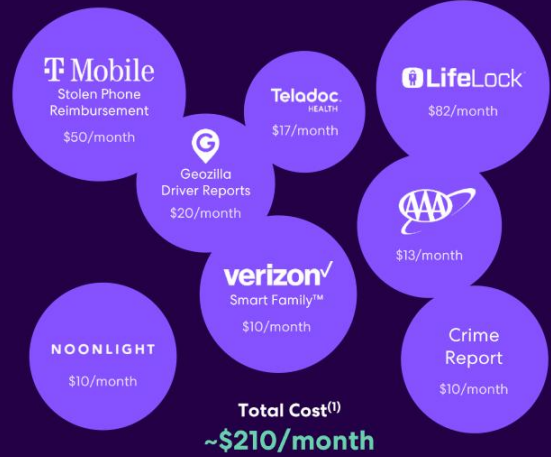 T Mobile
Stolen Phone
Reimbursement
$50/month
Teladoc
HEALTH
$17/month
LifeLock
$82/month
G
Geozilla
Driver Reports
$20/month
AAA
$13/month
verizon✓
Smart Family™
$10/month
NOONLIGHT
$10/month
Crime
Report
$10/month
Total Cost(1)
~$210/month